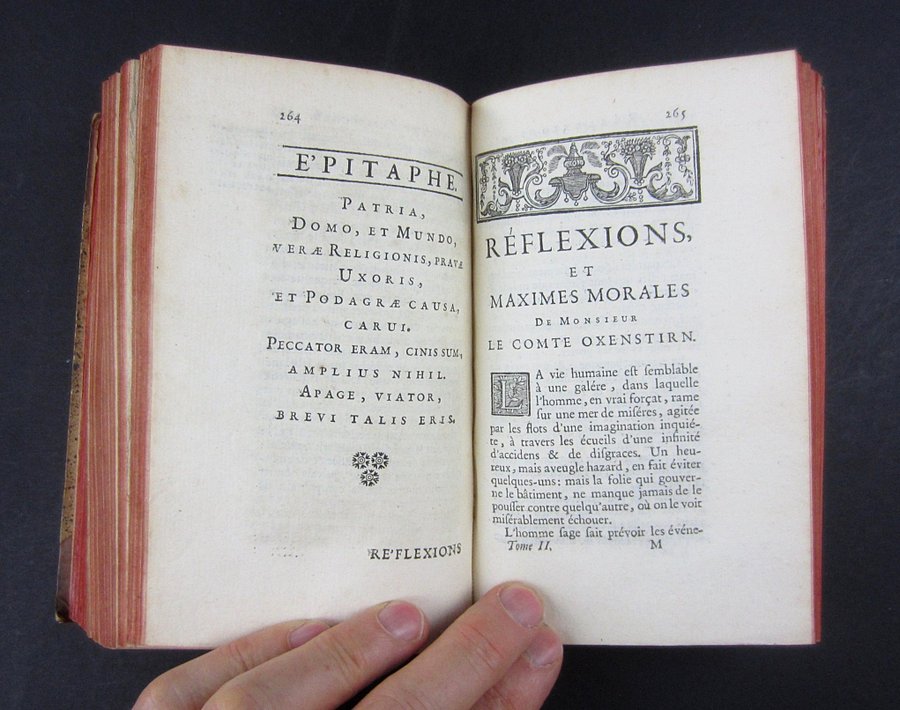 264
E'PITAPHE.
PATRIA,
DOMO, ET MUNDO,
VERÆ RELIGIONIS, PRAVÆ
UXORIS,
ET PODAGRÆ CAUSA,
CARUI.
PECCATOR ERAM, CINIS SUM,
AMPLIUS NIHIL.
APAGE, VIATOR,
BREVI TALIS ERIS.
RE'FLEXIONS
265
RÉFLEXIONS,
ET
MAXIMES MORALES
DE MONSIEUR
LE COMTE OXENSTIRN.
LA vie humaine eſt ſemblable
à une galére, dans laquelle
l'homme, en vrai forçat, rame
ſur une mer de miſéres, agitée
par les flots d'une imagination inquié-
te, à travers les écueils d'une infinité
d'accidens & de diſgraces. Un heu-
reux, mais aveugle hazard, en fait éviter
quelques-uns: mais la folie qui gouver-
ne le bâtiment, ne manque jamais de le
pouſſer contre quelqu'autre, où on le voit
miſérablement échouer.
L'homme ſage ſait prévoir les événe-
Tome II, M